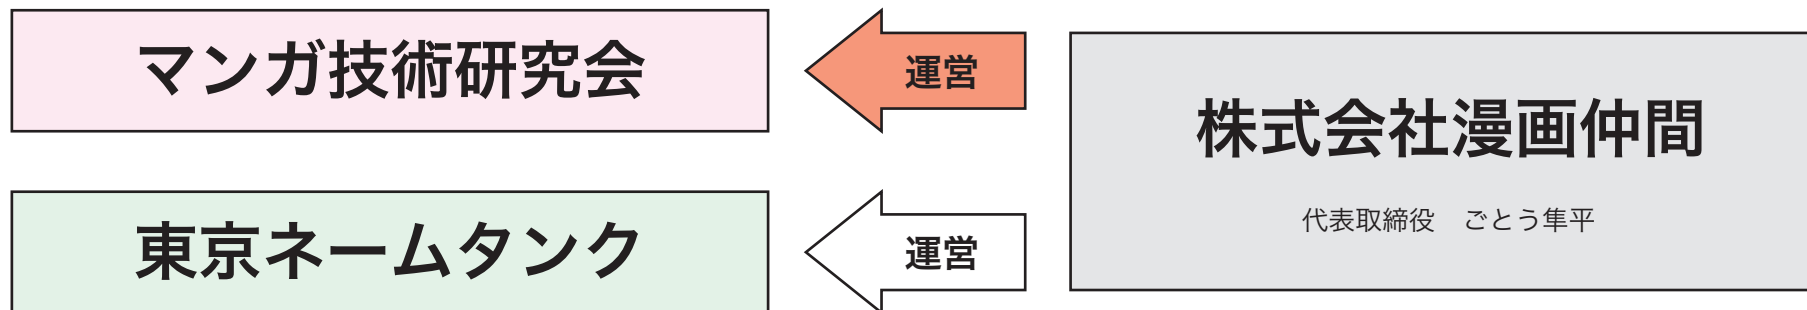 マンガ技術研究会
運営
株式会社漫画仲間
代表取締役　ごとう隼平
東京ネームタンク
運営